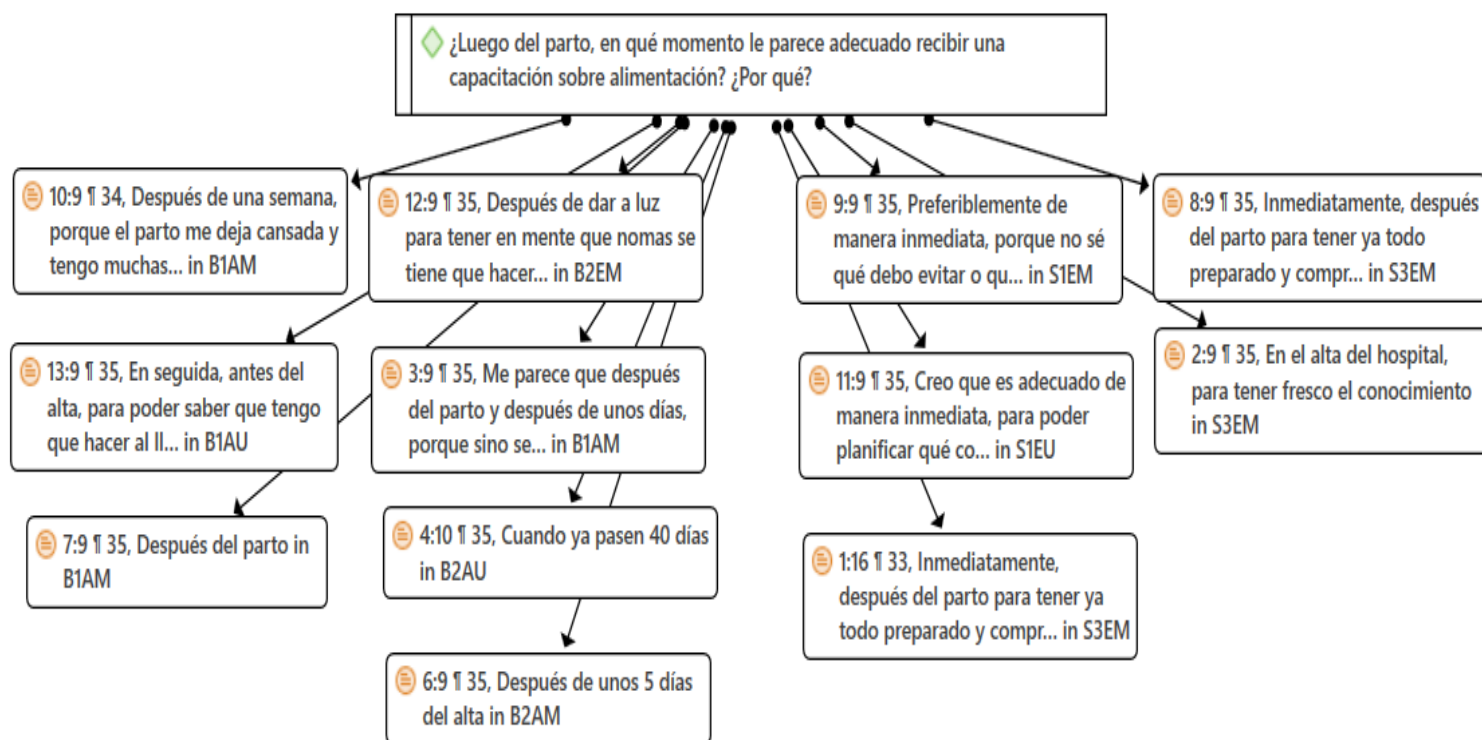 ¿Luego del parto, en qué momento le parece adecuado recibir una
capacitación sobre alimentación? ¿Por qué?
10:9 ¶ 34, Después de una semana,
porque el parto me deja cansada y
tengo muchas... in B1AM
12:9 ¶ 35, Después de dar a luz
para tener en mente que nomas se
tiene que hacer... in B2EM
9:9 ¶ 35, Preferiblemente de
manera inmediata, porque no sé
qué debo evitar o qu... in S1EM
8:9 ¶ 35, Inmediatamente, después
del parto para tener ya todo
preparado y compr... in S3EM
13:9 ¶ 35, En seguida, antes del
alta, para poder saber que tengo
que hacer al ll... in B1AU
3:9 ¶ 35, Me parece que después
del parto y después de unos días,
porque sino se... in B1AM
11:9 ¶ 35, Creo que es adecuado de
manera inmediata, para poder
planificar qué co... in S1EU
2:9 ¶ 35, En el alta del hospital,
para tener fresco el conocimiento
in S3EM
7:9 ¶ 35, Después del parto in
B1AM
4:10 ¶ 35, Cuando ya pasen 40 días
in B2AU
1:16 ¶ 33, Inmediatamente,
después del parto para tener ya
todo preparado y compr... in S3EM
6:9 ¶ 35, Después de unos 5 días
del alta in B2AM